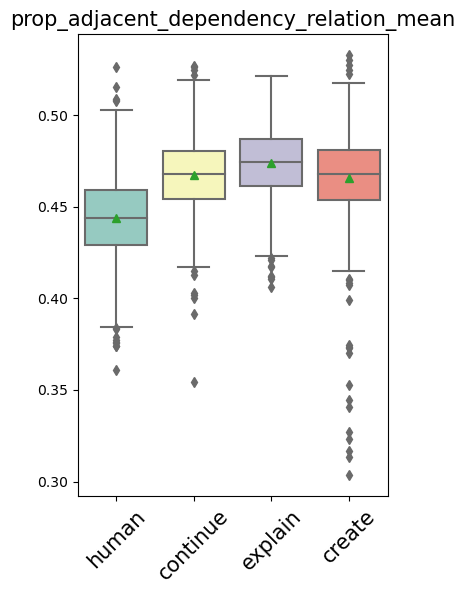 prop_adjacent_dependency_relation_mean
0.50
0.45
0.40
0.35
0.30
human
continue
explain
create